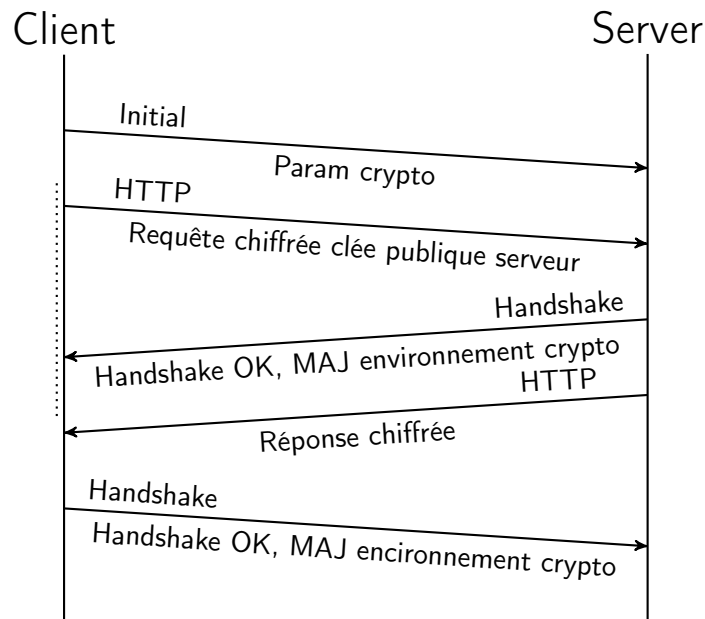 Client
Server
Initial
Param crypto
HTTP
Requête chiffrée clée publique serveur
Handshake
Handshake OK, MAJ environnement crypto
HTTP
Réponse chiffrée
Handshake
Handshake OK, MAJ encironnement crypto